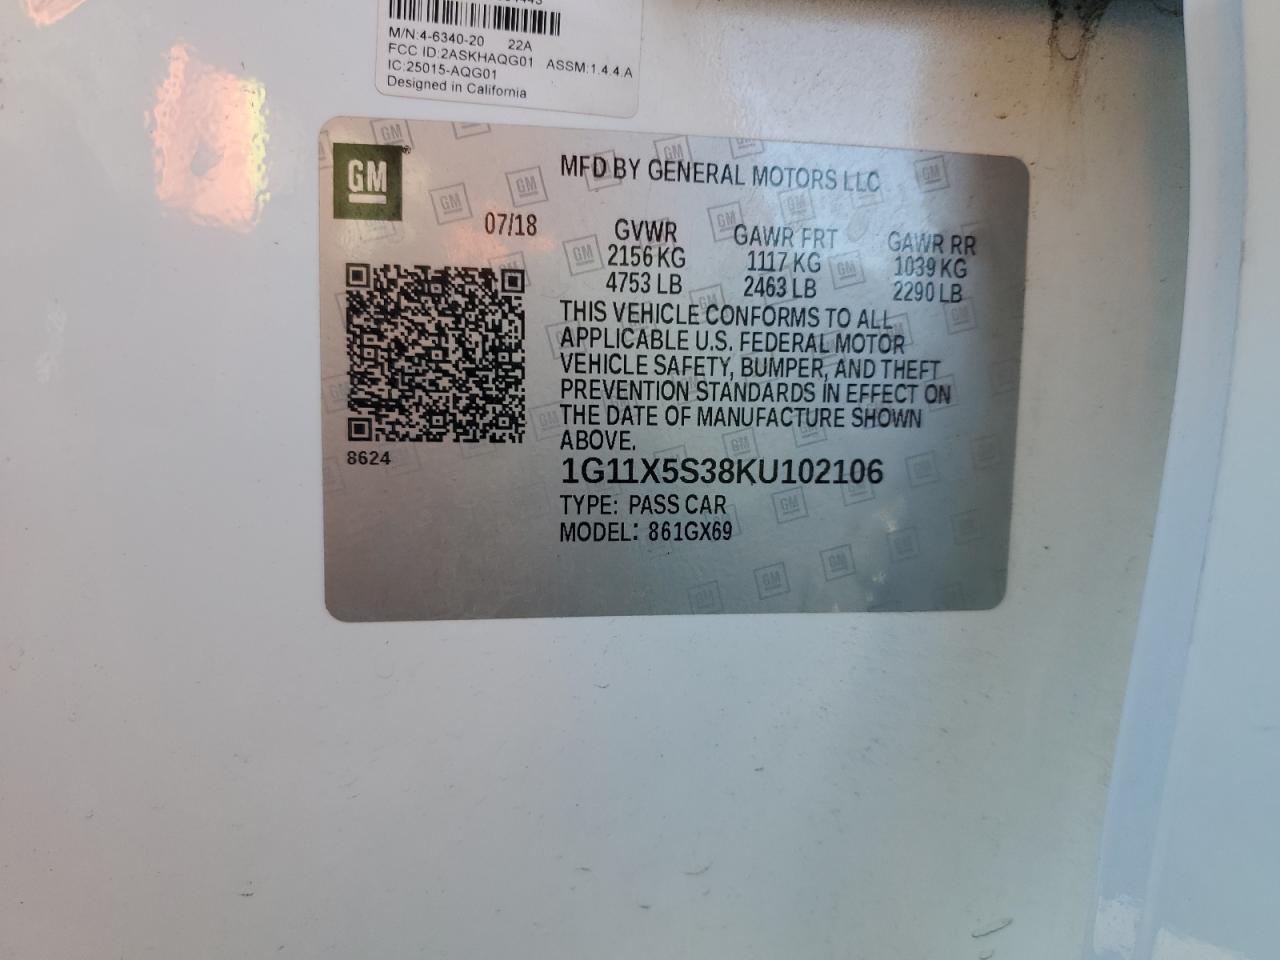 M/N:4-6340-20 22A
FCC ID:2ASKHAQG01 ASSM:1.4.4.A
IC:25015-AQG01
Designed in California
GM®
MFD BY GENERAL MOTORS LLC
07/18
GVWR GAWR FRT GAWR RR
2156 KG 1117 KG 1039 KG
4753 LB 2463 LB 2290 LB
THIS VEHICLE CONFORMS TO ALL
APPLICABLE U.S. FEDERAL MOTOR
VEHICLE SAFETY, BUMPER, AND THEFT
PREVENTION STANDARDS IN EFFECT ON
THE DATE OF MANUFACTURE SHOWN
ABOVE.
8624
1G11X5S38KU102106
TYPE: PASS CAR
MODEL: 861GX69